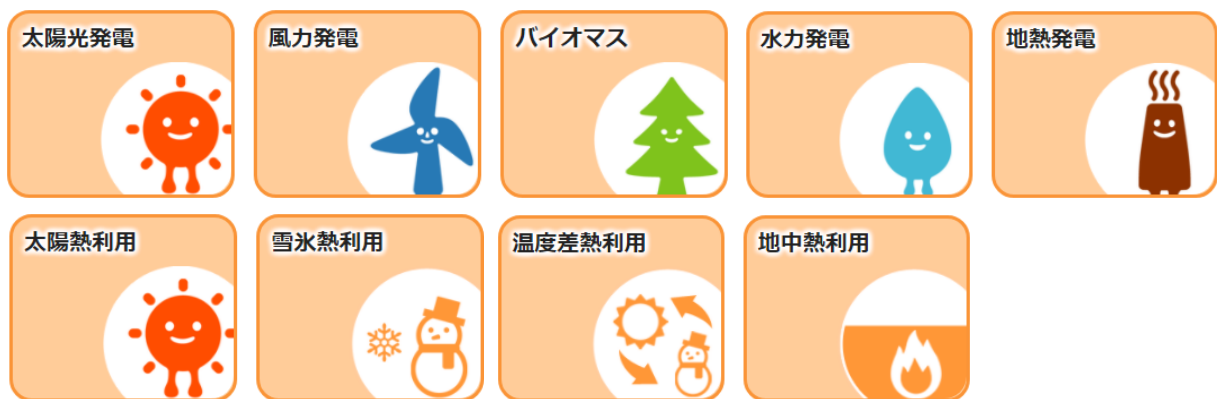 太陽光発電
風力発電
バイオマス
水力発電
地熱発電
太陽熱利用
雪氷熱利用
温度差熱利用
地中熱利用